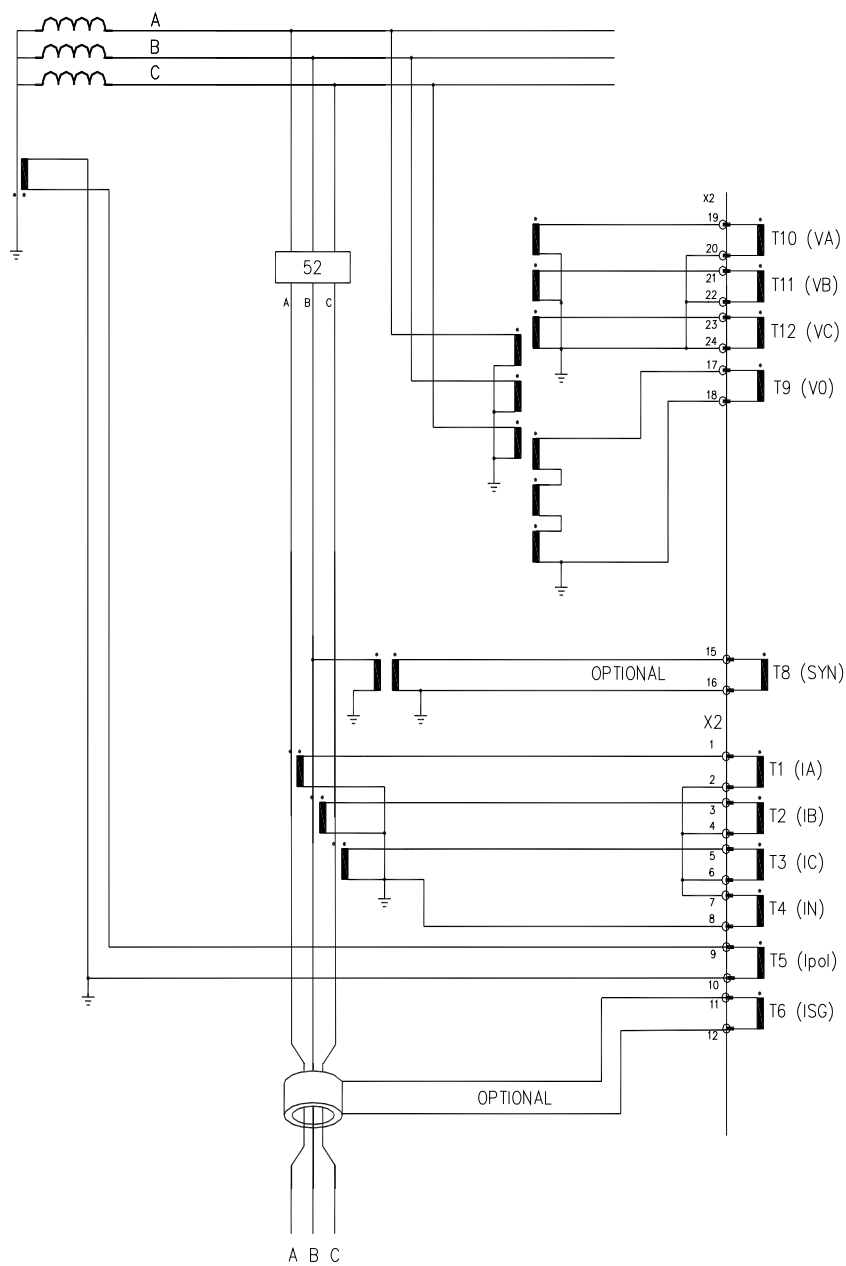 A
B
C
X2
19
T10 (VA)
20
21
T11 (VB)
22
52
23
T12 (VC)
24
A B C
17
T9 (V0)
18
15
OPTIONAL
T8 (SYN)
16
X2
1
T1 (IA)
2
3
T2 (IB)
4
5
T3 (IC)
6
7
T4 (IN)
8
9
T5 (Ipol)
10
11
T6 (ISG)
12
OPTIONAL
A B C